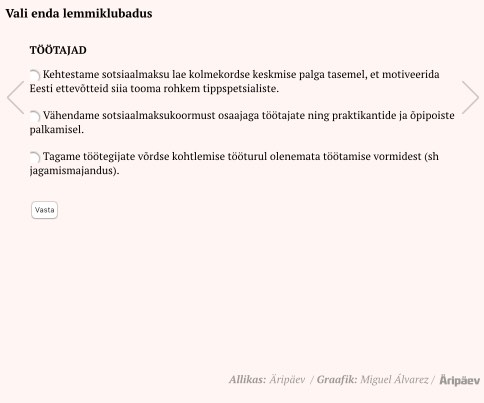 Vali enda lemmiklubadus
TÖÖTAJAD
Kehtestame sotsiaalmaksu lae kolmekordse keskmise palga tasemel, et motiveerida
Eesti ettevõtteid siia tooma rohkem tippspetsialiste.
Vähendame sotsiaalmaksukoormust osaajaga töötajate ning praktikantide ja õpipoiste
palkamisel.
Tagame töötegijate võrdse kohtlemise tööturul olenemata töötamise vormidest (sh
jagamismajandus).
Vasta
Allikas: Äripäev / Graafik: Miguel Álvarez / Äripäev